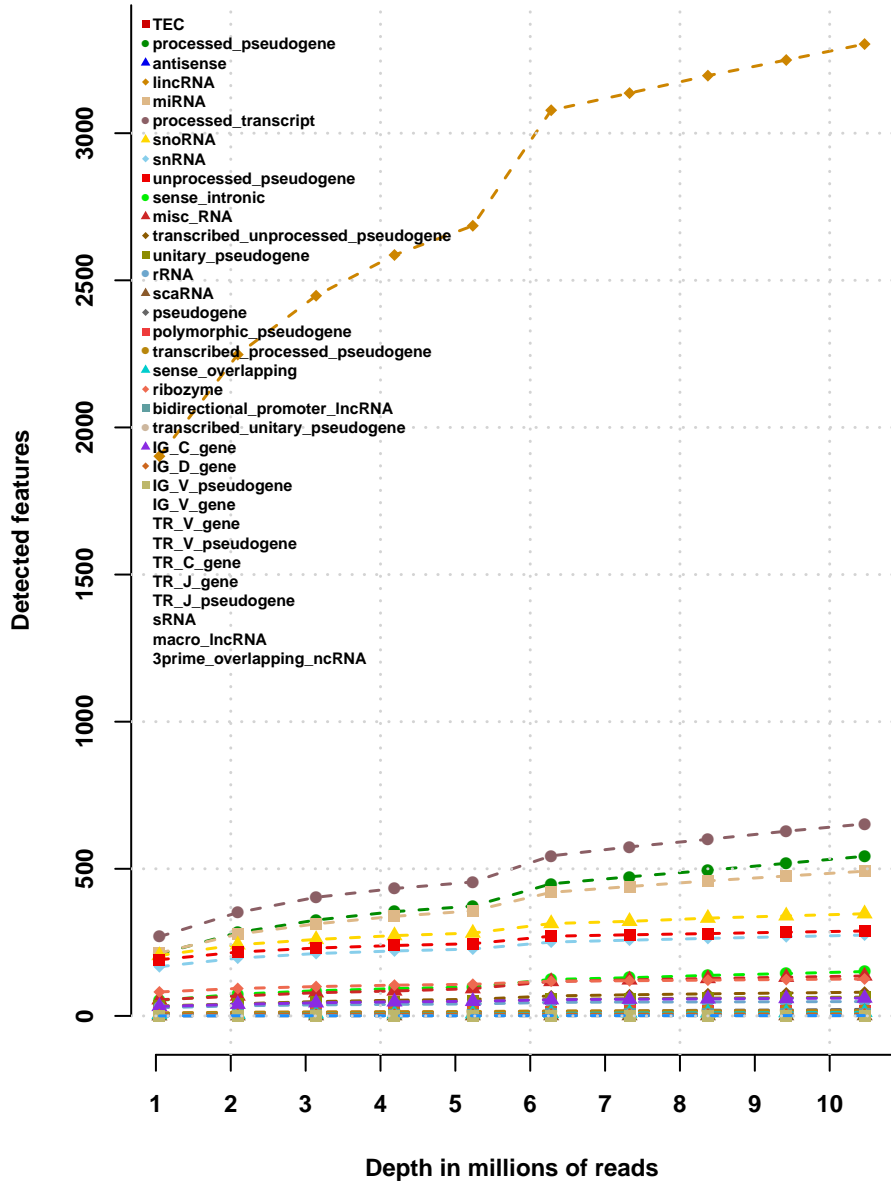 TEC
processed_pseudogene
antisense
lincRNA
miRNA
processed_transcript
snoRNA
snRNA
unprocessed_pseudogene
sense_intronic
misc_RNA
transcribed_unprocessed_pseudogene
unitary_pseudogene
rRNA
scaRNA
pseudogene
polymorphic_pseudogene
transcribed_processed_pseudogene
sense_overlapping
ribozyme
bidirectional_promoter_lncRNA
transcribed_unitary_pseudogene
IG_C_gene
IG_D_gene
IG_V_pseudogene
IG_V_gene
TR_V_gene
TR_V_pseudogene
TR_C_gene
TR_J_gene
TR_J_pseudogene
sRNA
macro_lncRNA
3prime_overlapping_ncRNA
Detected features
3000
2500
2000
1500
1000
500
0
1 2 3 4 5 6 7 8 9 10
Depth in millions of reads